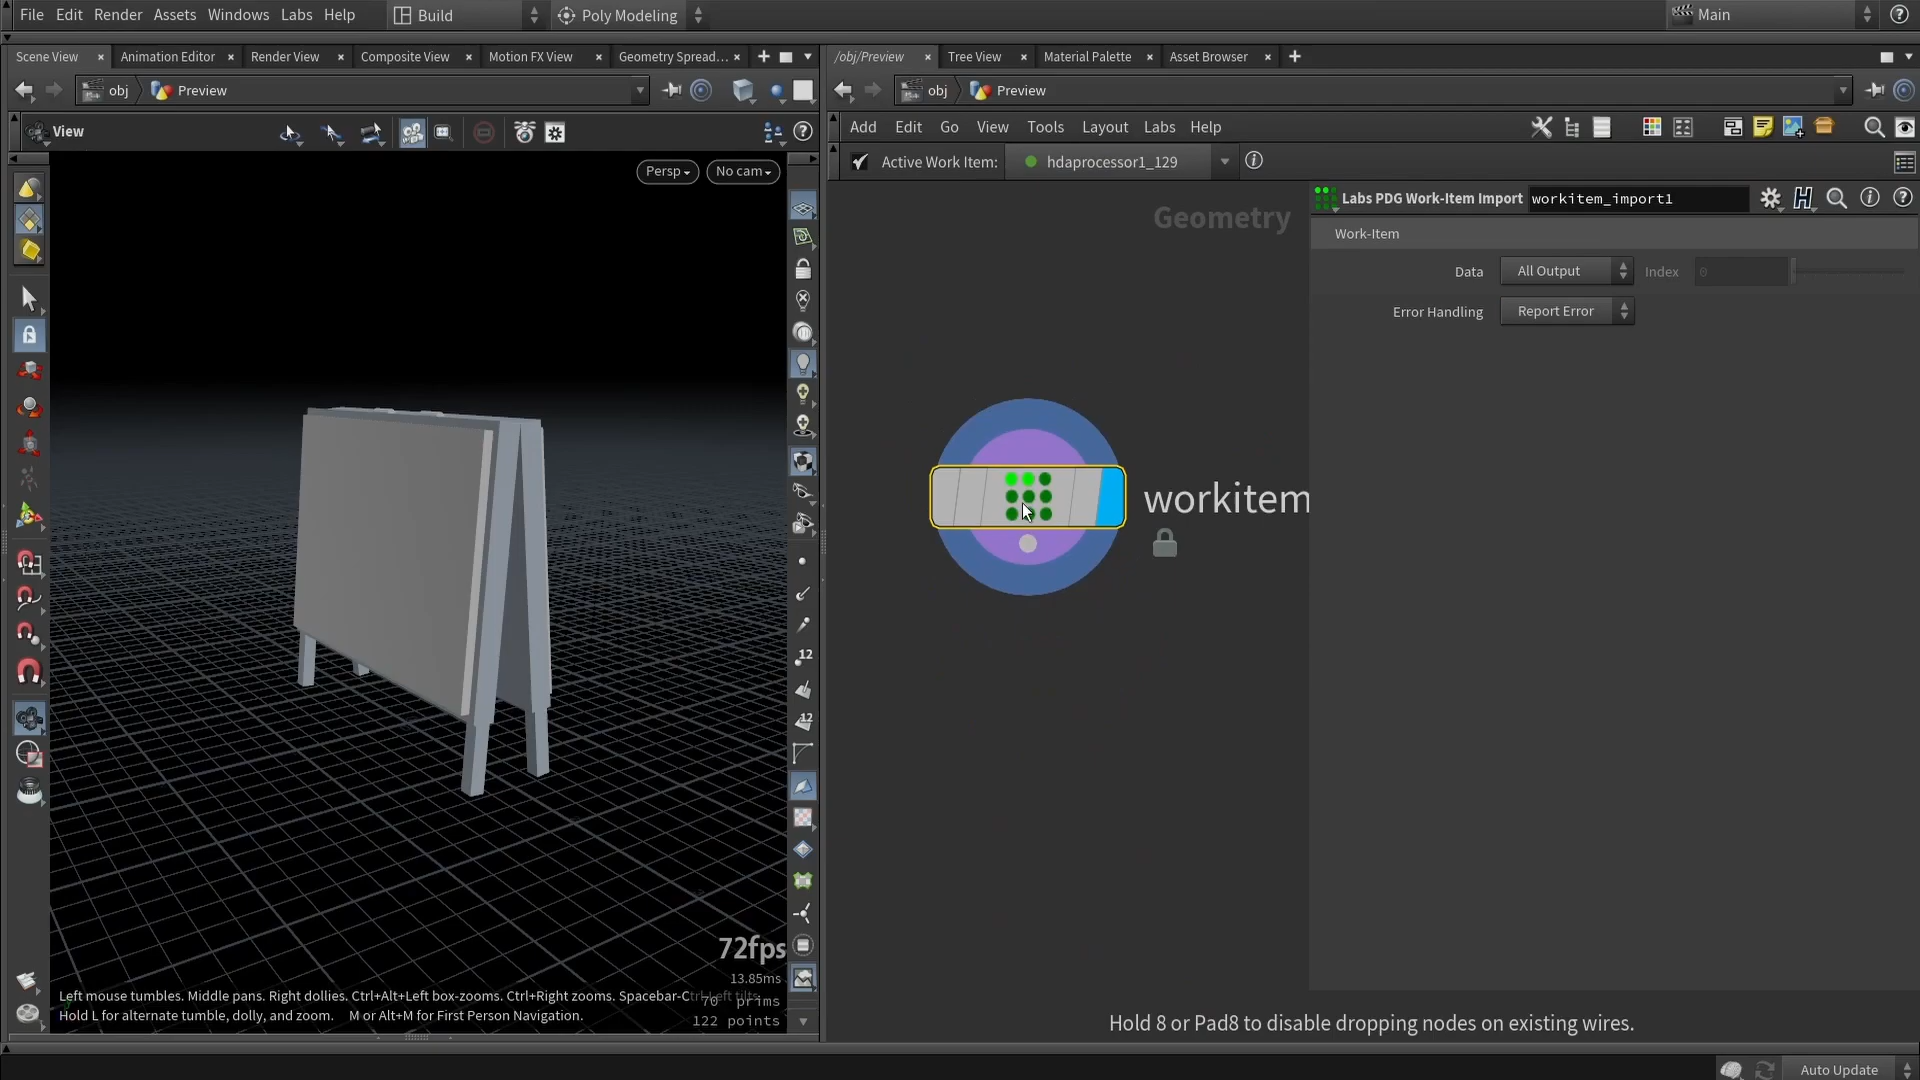 File Edit Render Assets Windows Labs Help Build Poly Modeling Main
Scene View Animation Editor Render View Composite View Motion FX View Geometry Spread... /obj/Preview Tree View Material Palette Asset Browser
obj Preview obj Preview
View Add Edit Go View Tools Layout Labs Help
Active Work Item: hdaprocessor1_129
Persp No cam
Geometry
Labs PDG Work-Item Import workitem_import1
Work-Item
Data All Output Index 0
Error Handling Report Error
workitem
12
12
72fps
13.85ms
Left mouse tumbles. Middle pans. Right dollies. Ctrl+Alt+Left box-zooms. Ctrl+Right zooms. Spacebar-Ctrl-Left tilts.
70 prims
Hold L for alternate tumble, dolly, and zoom. M or Alt+M for First Person Navigation.
122 points
Hold 8 or Pad8 to disable dropping nodes on existing wires.
Auto Update